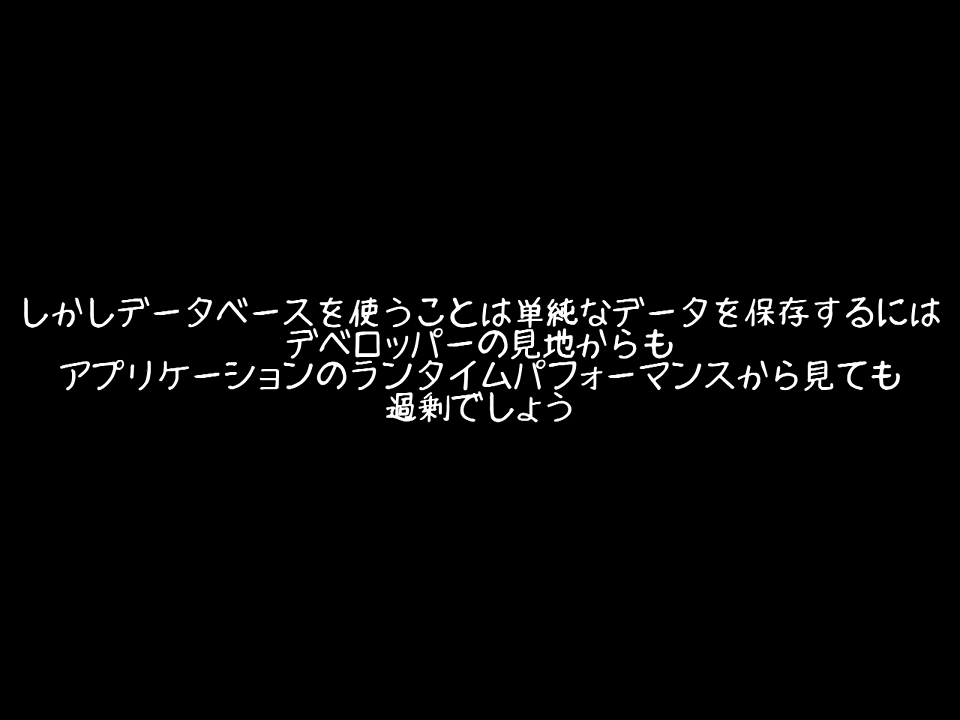 しかしデータベースを使うことは単純なデータを保存するには
デベロッパーの見地からも
アプリケーションのランタイムパフォーマンスから見ても
過剰でしょう